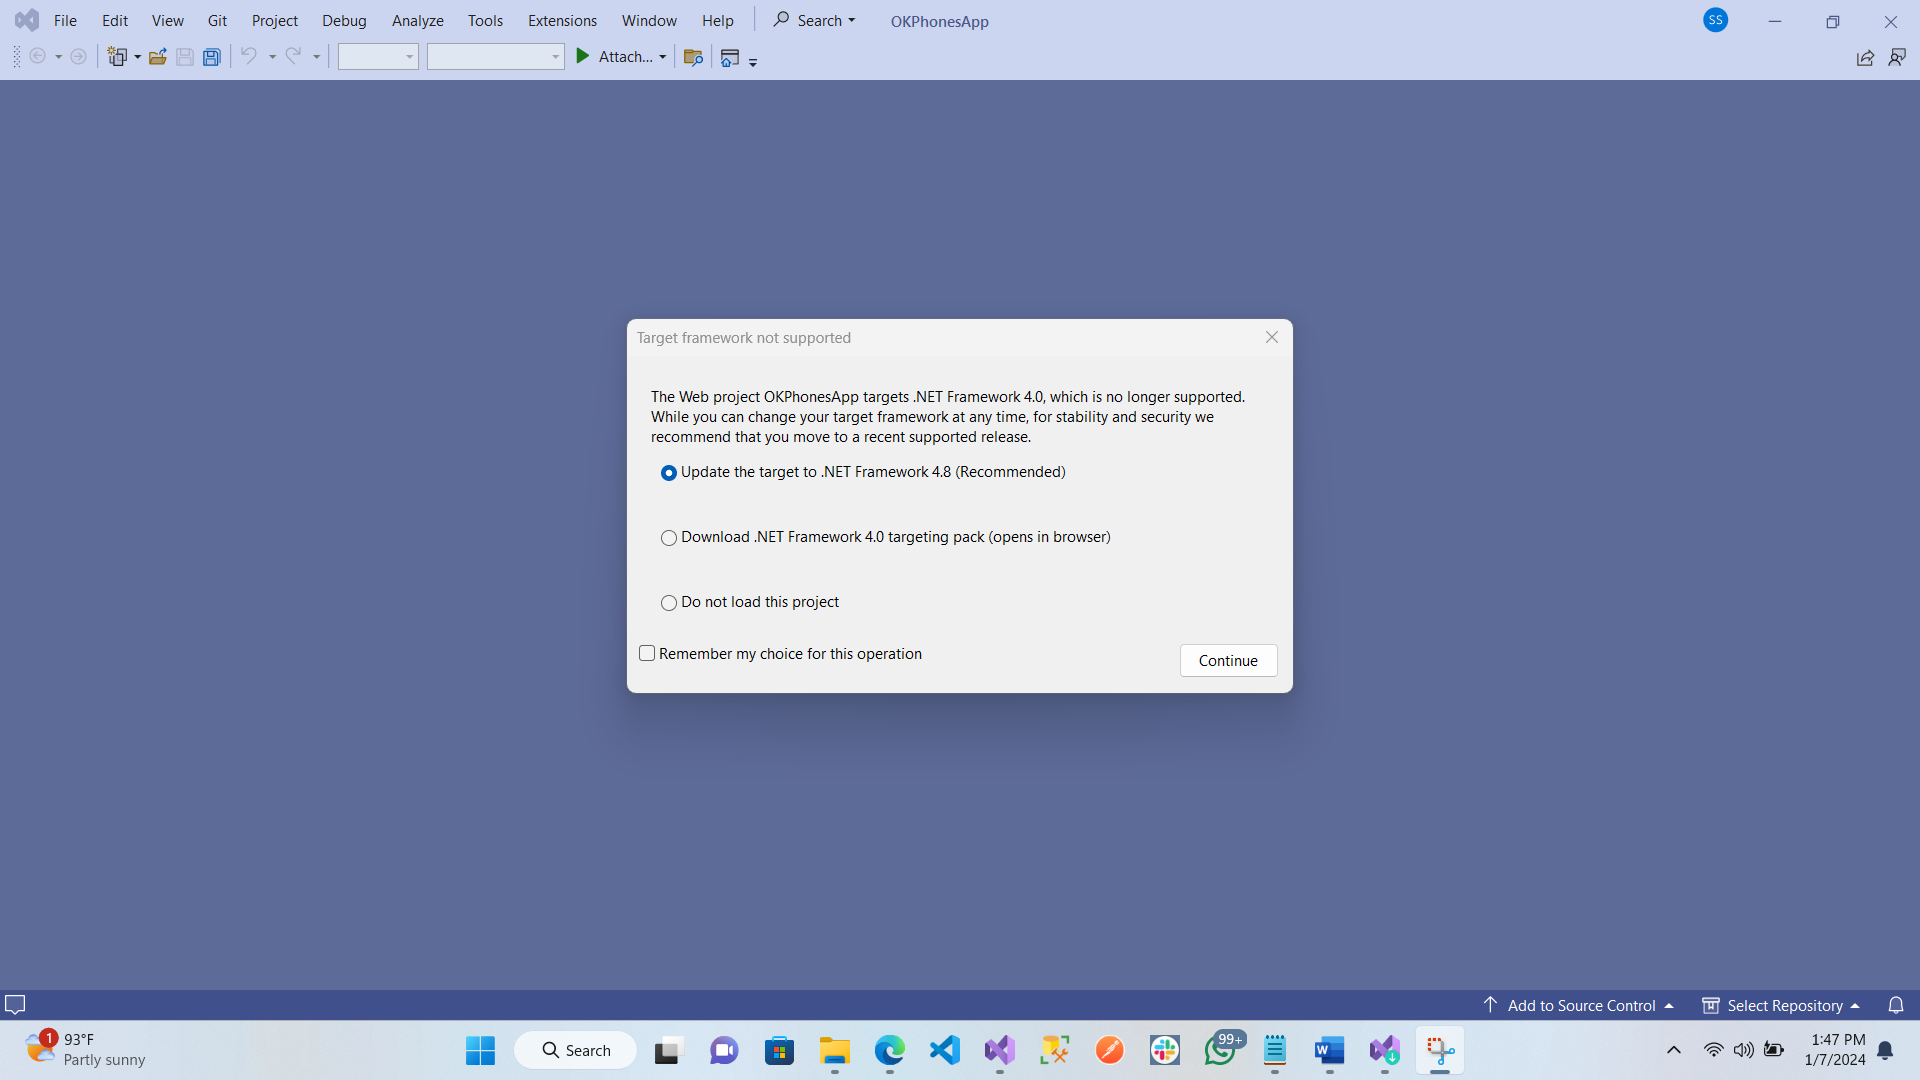 File Edit View Git Project Debug Analyze Tools Extensions Window Help Search OKPhonesApp SS
Attach...
Target framework not supported
The Web project OKPhonesApp targets .NET Framework 4.0, which is no longer supported.
While you can change your target framework at any time, for stability and security we
recommend that you move to a recent supported release.
Update the target to .NET Framework 4.8 (Recommended)
Download .NET Framework 4.0 targeting pack (opens in browser)
Do not load this project
Remember my choice for this operation
Continue
Add to Source Control Select Repository
1
93°F
Partly sunny
Search
99+
W
1:47 PM
1/7/2024